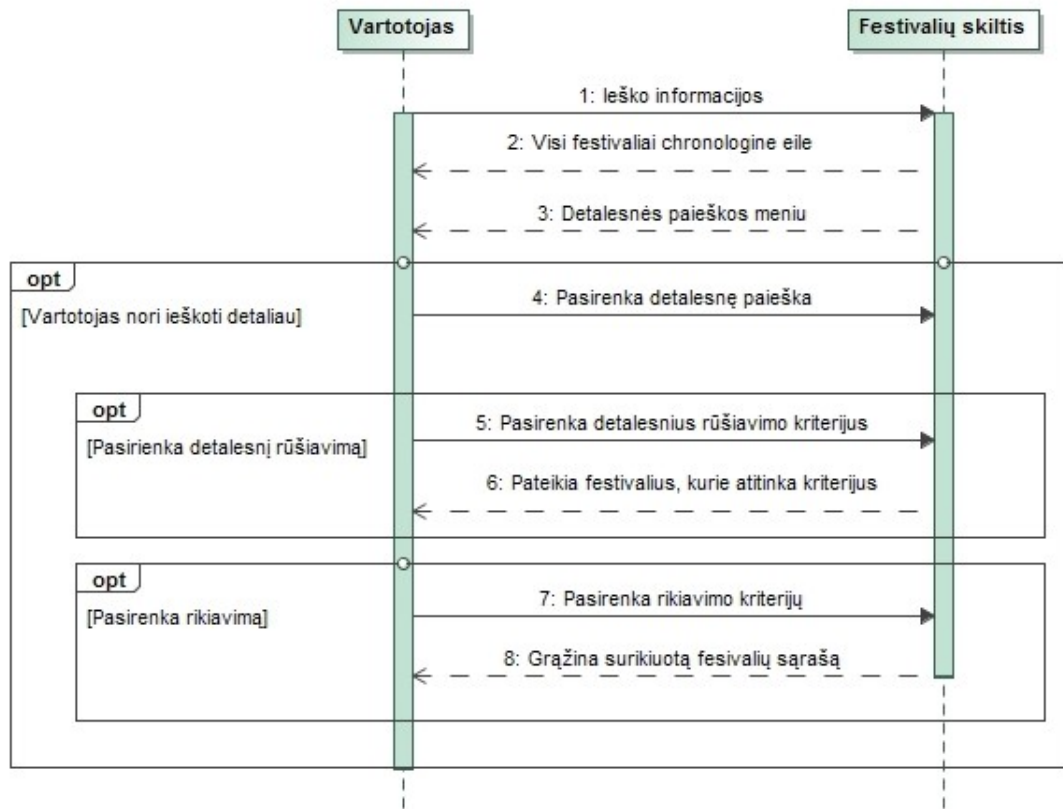 Vartotojas
Festivalių skiltis
1: Ieško informacijos
2: Visi festivaliai chronologine eile
3: Detalesnės paieškos meniu
opt
[Vartotojas nori ieškoti detaliau]
4: Pasirenka detalesnę paieška
opt
[Pasirienka detalesnį rūšiavimą]
5: Pasirenka detalesnius rūšiavimo kriterijus
6: Pateikia festivalius, kurie atitinka kriterijus
opt
[Pasirenka rikiavimą]
7: Pasirenka rikiavimo kriterijų
8: Grąžina surikiuotą fesivalių sąrašą